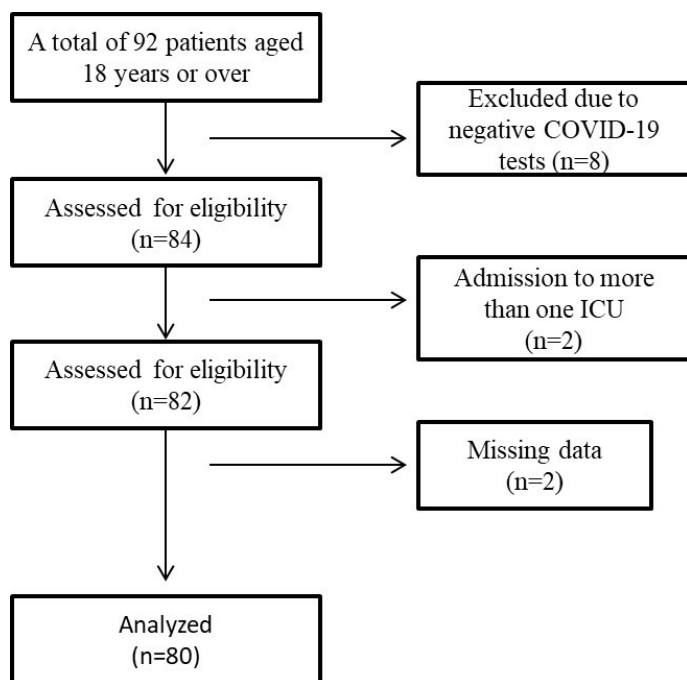 A total of 92 patients aged
18 years or over
Excluded due to
negative COVID-19
tests (n=8)
Assessed for eligibility
(n=84)
Admission to more
than one ICU
(n=2)
Assessed for eligibility
(n=82)
Missing data
(n=2)
Analyzed
(n=80)